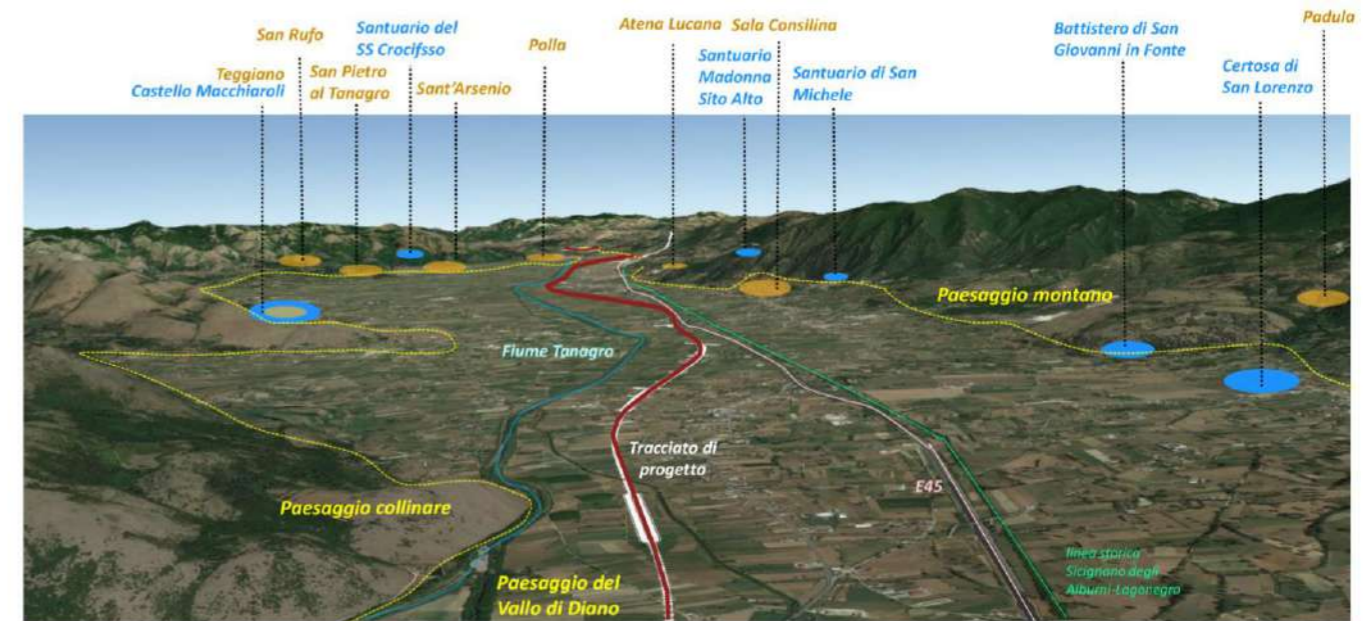 San Rufo
Santuario del
SS Crocifsso
Polla
Atena Lucana
Sala Consilina
Battistero di San
Giovanni in Fonte
Padula
Teggiano
Castello Macchiaroli
San Pietro
al Tanagro
Sant'Arsenio
Santuario
Madonna
Sito Alto
Santuario di San
Michele
Certosa di
San Lorenzo
Paesaggio montano
Fiume Tanagro
Tracciato di
progetto
E45
Paesaggio collinare
Paesaggio del
Vallo di Diano
linea storica
Sicignano degli
Alburni-Lagonegro